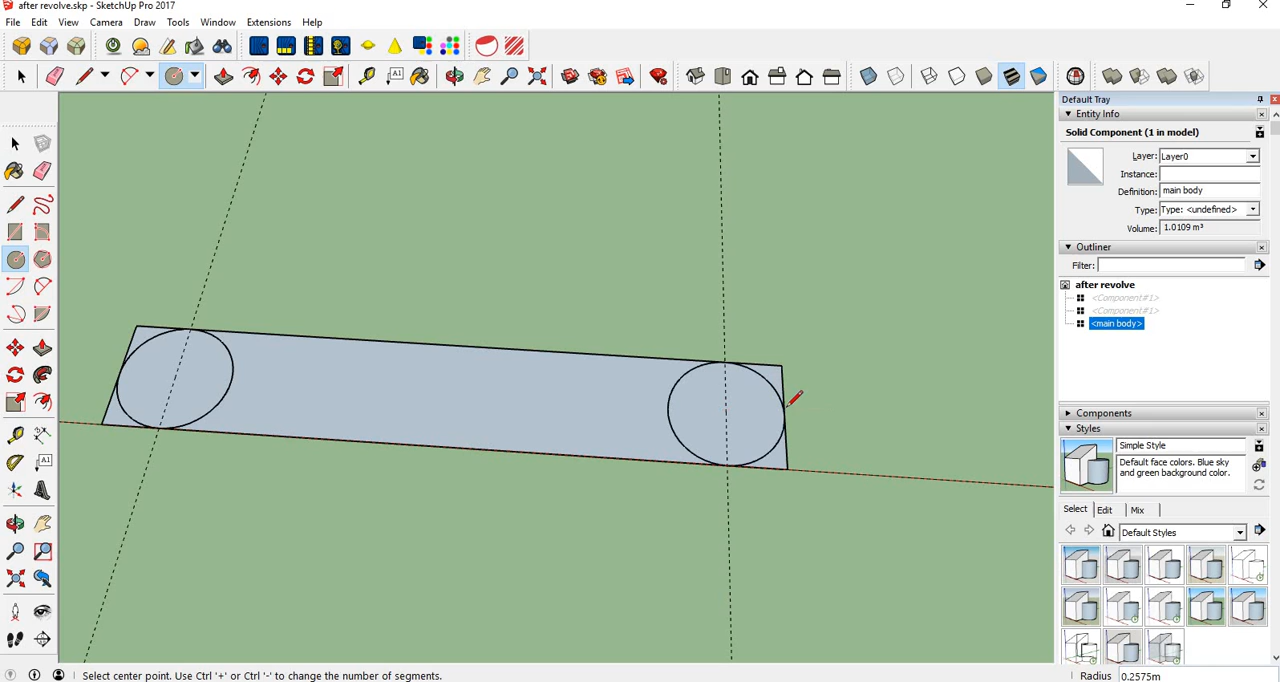 after revolve.skp - SketchUp Pro 2017
File Edit View Camera Draw Tools Window Extensions Help
A1
Default Tray
Entity Info
Solid Component (1 in model)
Layer: Layer0
Instance:
Definition: main body
Type: Type: <undefined>
Volume: 1.0109 m³
Outliner
Filter:
after revolve
<Component#1>
<Component#1>
<main body>
A1
Components
Styles
Simple Style
Default face colors. Blue sky
and green background color.
Select Edit Mix
Default Styles
Select center point. Use Ctrl '+' or Ctrl '-' to change the number of segments.
Radius 0.2575m